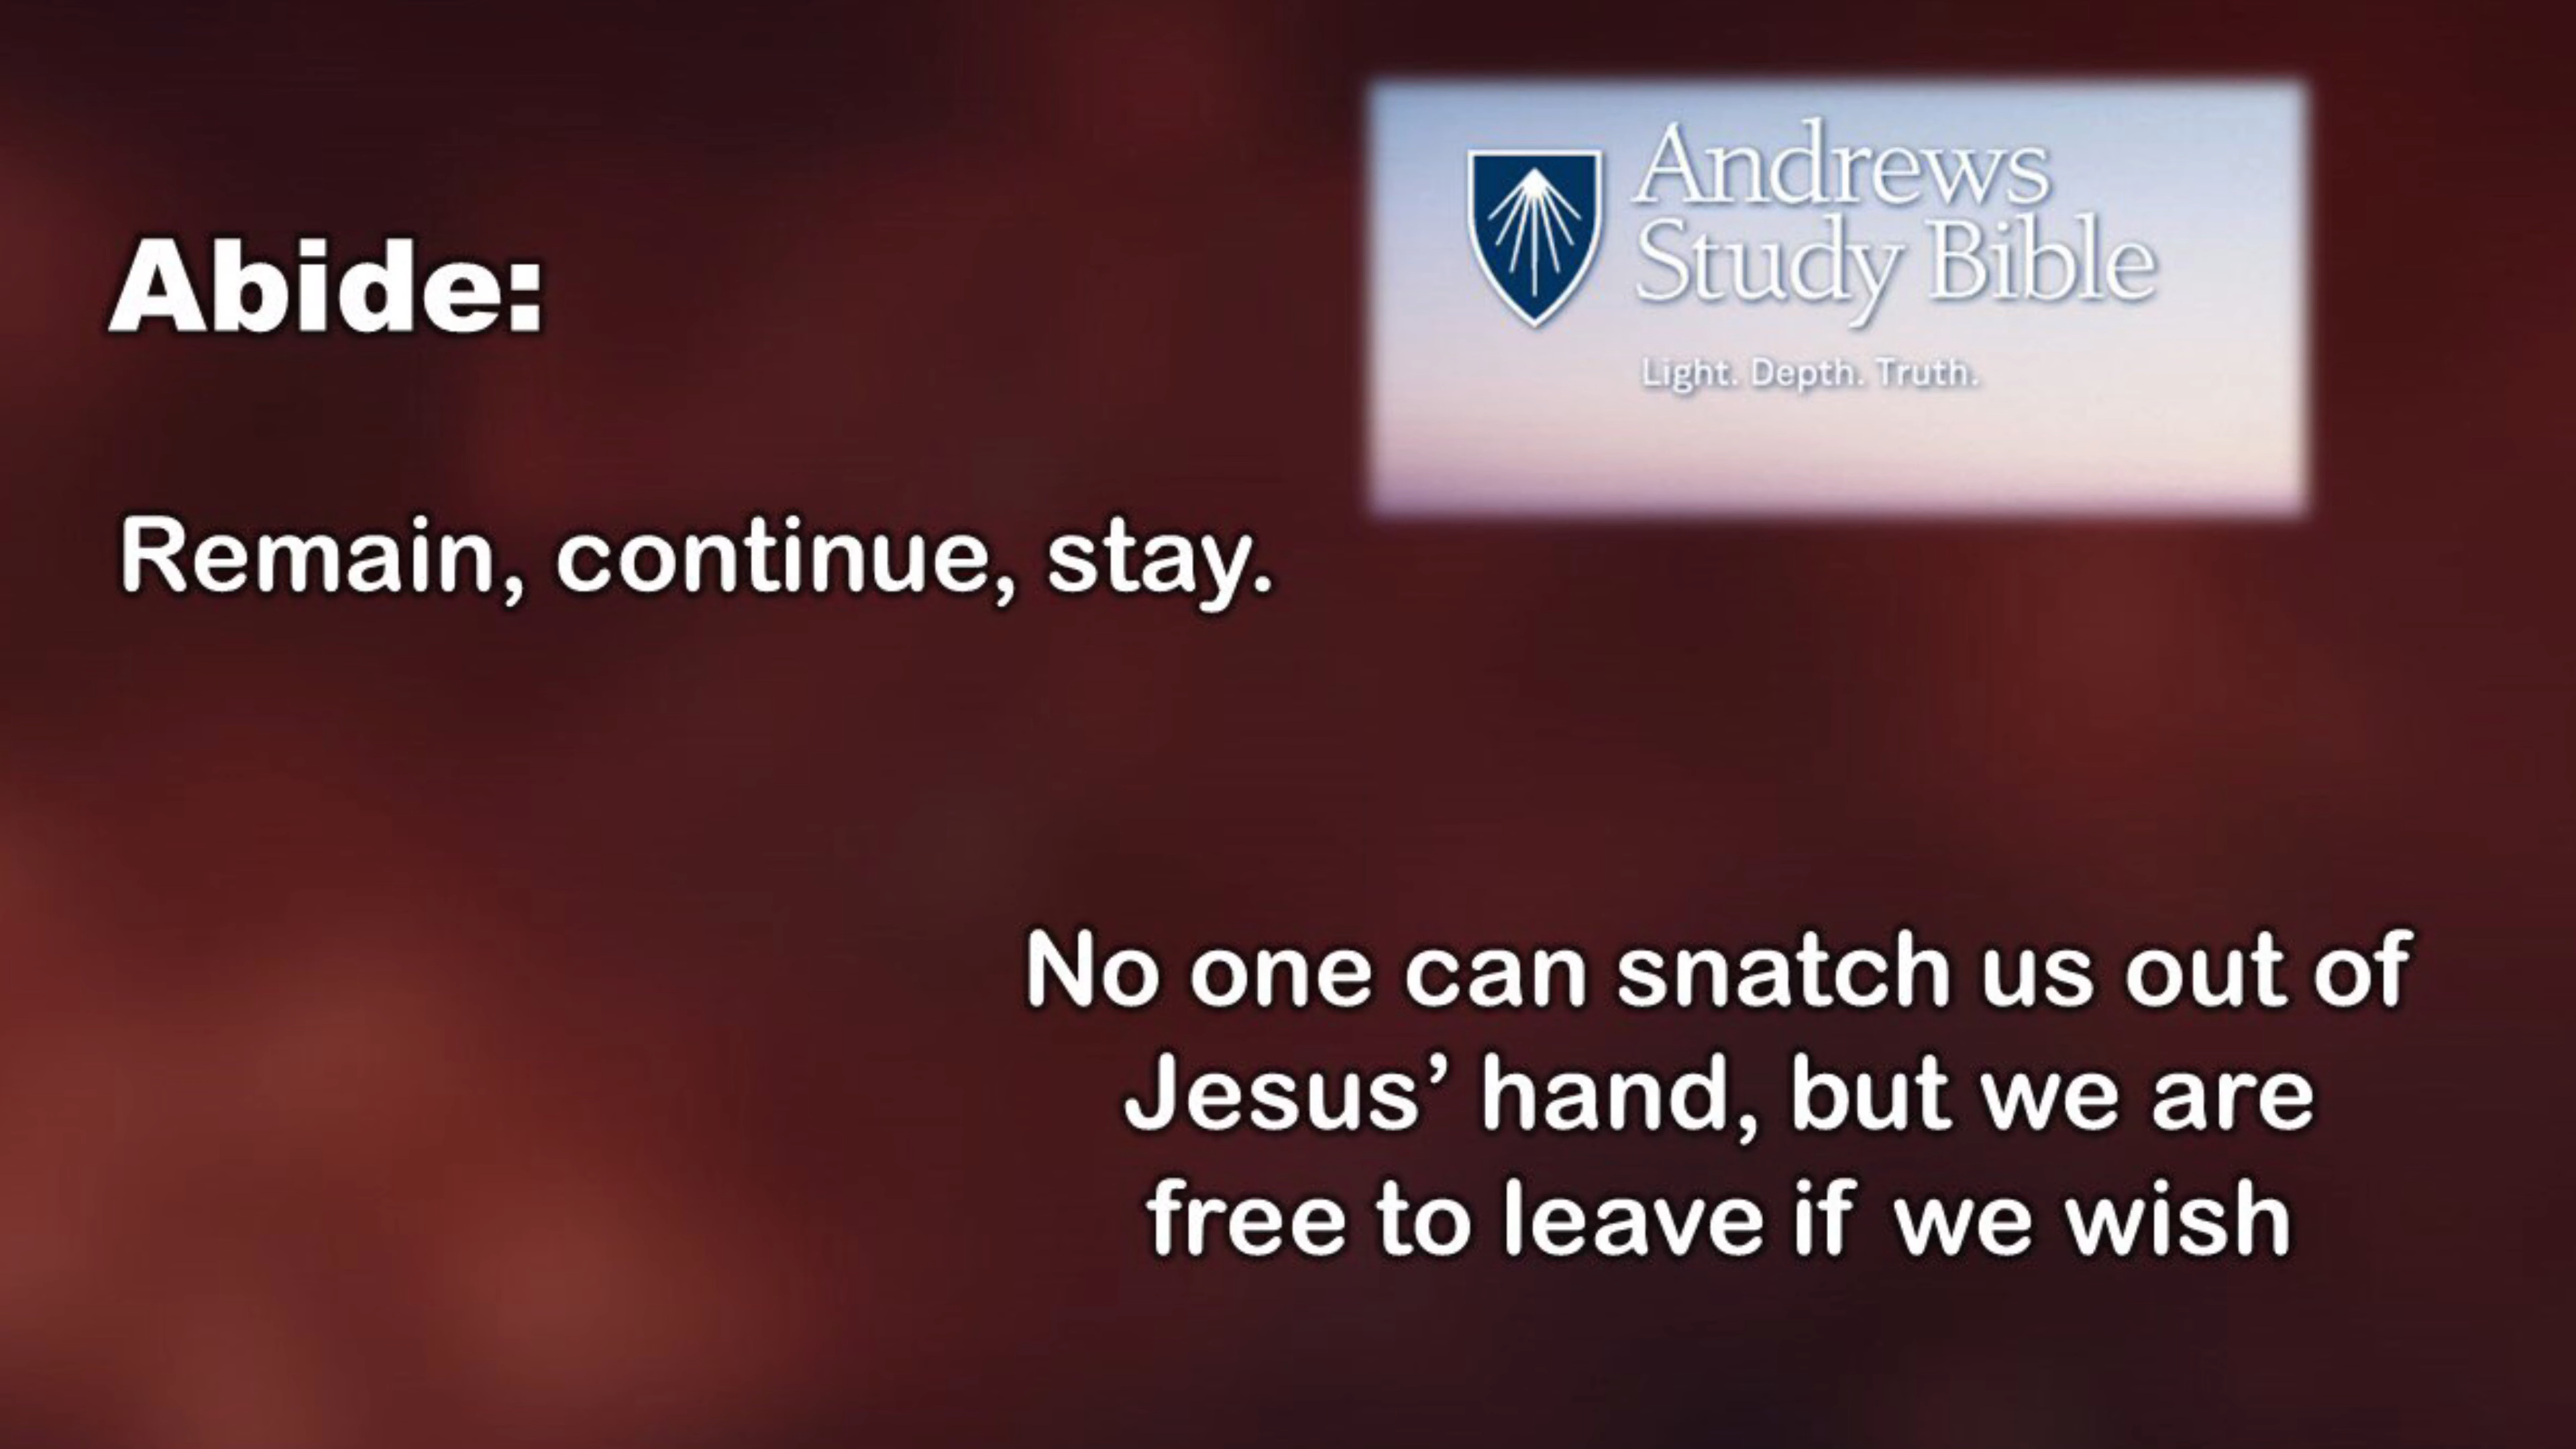 Abide:
Andrews
Study Bible
Light. Depth. Truth.
Remain, continue, stay.
No one can snatch us out of
Jesus’ hand, but we are
free to leave if we wish